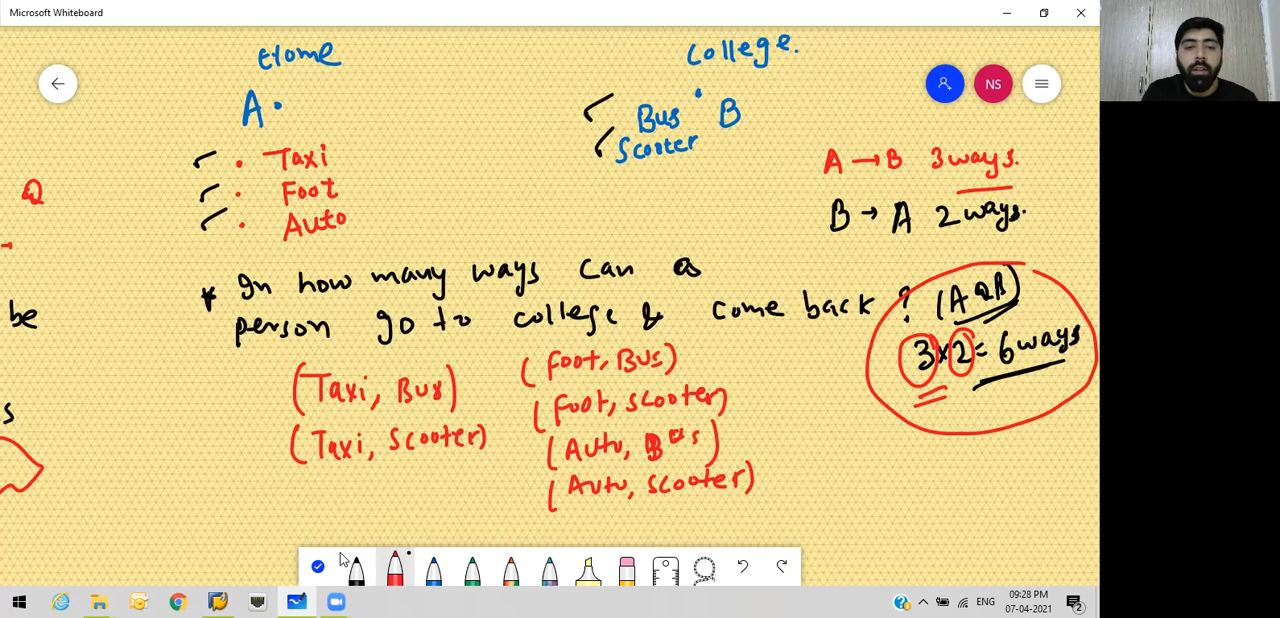 Microsoft Whiteboard
Home
College.
NS
A
Bus B
Scooter
Taxi
Foot
Auto
A → B 3 ways.
B → A 2 ways.
Q
* In how many ways can a
person go to college & come back ?
be
3 × 2 = 6 ways
(Taxi, Bus)
(Taxi, Scooter)
(Foot, Bus)
(Foot, Scooter)
(Auto, Bus)
(Auto, Scooter)
s
ENG
09:28 PM
07-04-2021
2